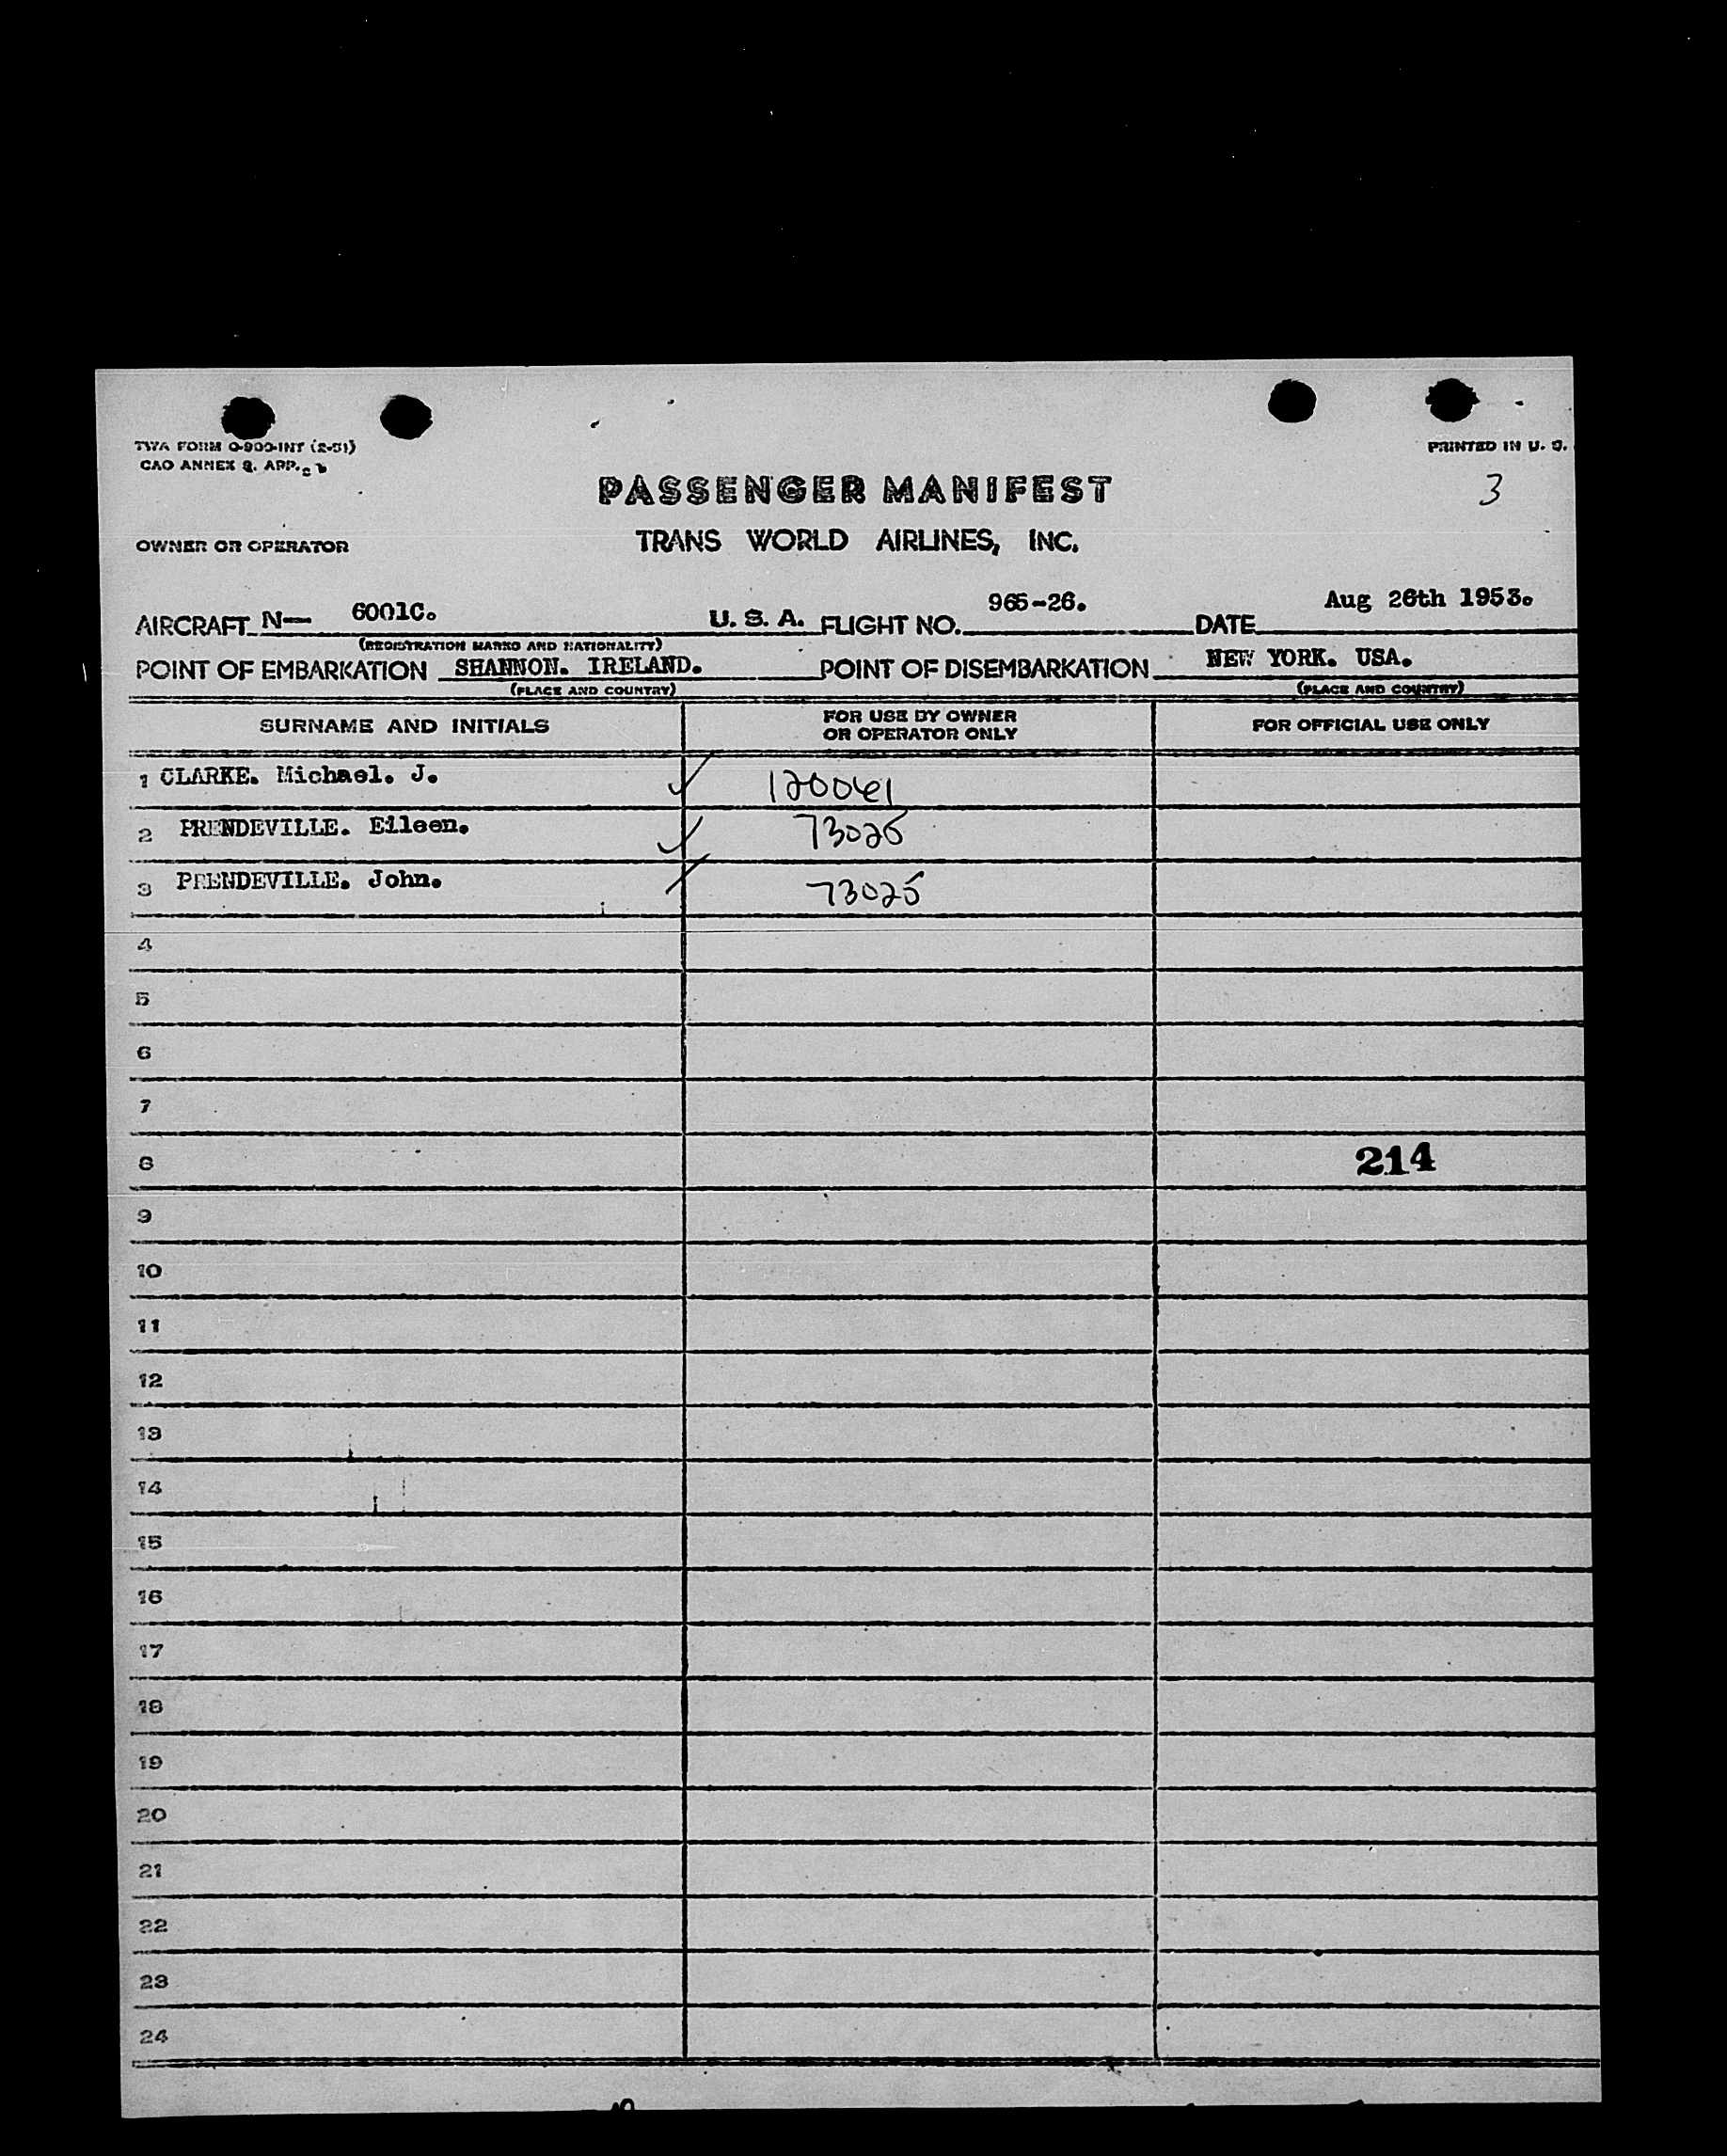 TWA FORM O-900-INT (2-51)
PRINTED IN U. S.
CAO ANNEX 9. APP.
PASSENGER MANIFEST
3
OWNER OR OPERATOR
TRANS WORLD AIRLINES, INC.
AIRCRAFT N— 6001C. U. S. A. FLIGHT NO. 965-26. DATE Aug 26th 1953.
(REGISTRATION MARKS AND NATIONALITY)
POINT OF EMBARKATION SHANNON. IRELAND. POINT OF DISEMBARKATION NEW YORK. USA.
(PLACE AND COUNTRY) (PLACE AND COUNTRY)
SURNAME AND INITIALS
FOR USE BY OWNER
OR OPERATOR ONLY
FOR OFFICIAL USE ONLY
1 CLARKE. Michael. J. 120061
2 PRENDEVILLE. Eileen. 73026
3 PRENDEVILLE. John. 73025
4
5
6
7
8 214
9
10
11
12
13
14
15
16
17
18
19
20
21
22
23
24